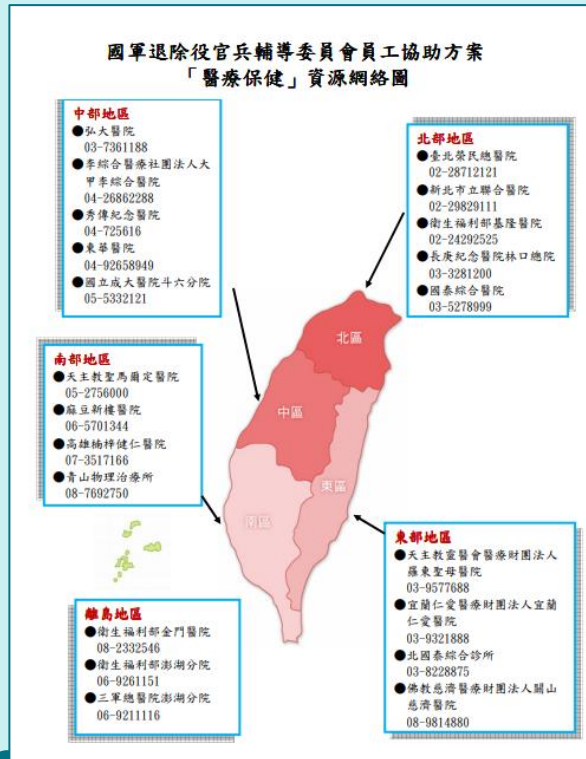 國軍退除役官兵輔導委員會員工協助方案
「醫療保健」資源網絡圖
中部地區
●弘大醫院
03-7361188
●李綜合醫療社團法人大
甲李綜合醫院
04-26862288
●秀傳紀念醫院
04-725616
●東華醫院
04-92658949
●國立成大醫院斗六分院
05-5332121
北部地區
●臺北榮民總醫院
02-28712121
●新北市立聯合醫院
02-29829111
●衛生福利部基隆醫院
02-24292525
●長庚紀念醫院林口總院
03-3281200
●國泰綜合醫院
03-5278999
北區
中區
東區
南區
南部地區
●天主教聖馬爾定醫院
05-2756000
●麻豆新樓醫院
06-5701344
●高雄楠梓健仁醫院
07-3517166
●青山物理治療所
08-7692750
離島地區
●衛生福利部金門醫院
08-2332546
●衛生福利部澎湖分院
06-9261151
●三軍總醫院澎湖分院
06-9211116
東部地區
●天主教靈醫會醫療財團法人
羅東聖母醫院
03-9577688
●宜蘭仁愛醫療財團法人宜蘭
仁愛醫院
03-9321888
●北國泰綜合診所
03-8228875
●佛教慈濟醫療財團法人關山
慈濟醫院
08-9814880